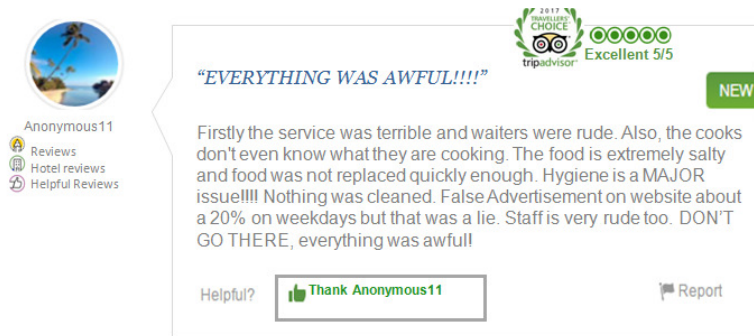 2017
TRAVELLERS'
CHOICE
tripadvisor®
Excellent 5/5
“EVERYTHING WAS AWFUL!!!!”
NEW
Anonymous11
Reviews
Hotel reviews
Helpful Reviews
Firstly the service was terrible and waiters were rude. Also, the cooks
don't even know what they are cooking. The food is extremely salty
and food was not replaced quickly enough. Hygiene is a MAJOR
issue!!!! Nothing was cleaned. False Advertisement on website about
a 20% on weekdays but that was a lie. Staff is very rude too. DON’T
GO THERE, everything was awful!
Helpful?
Thank Anonymous11
Report